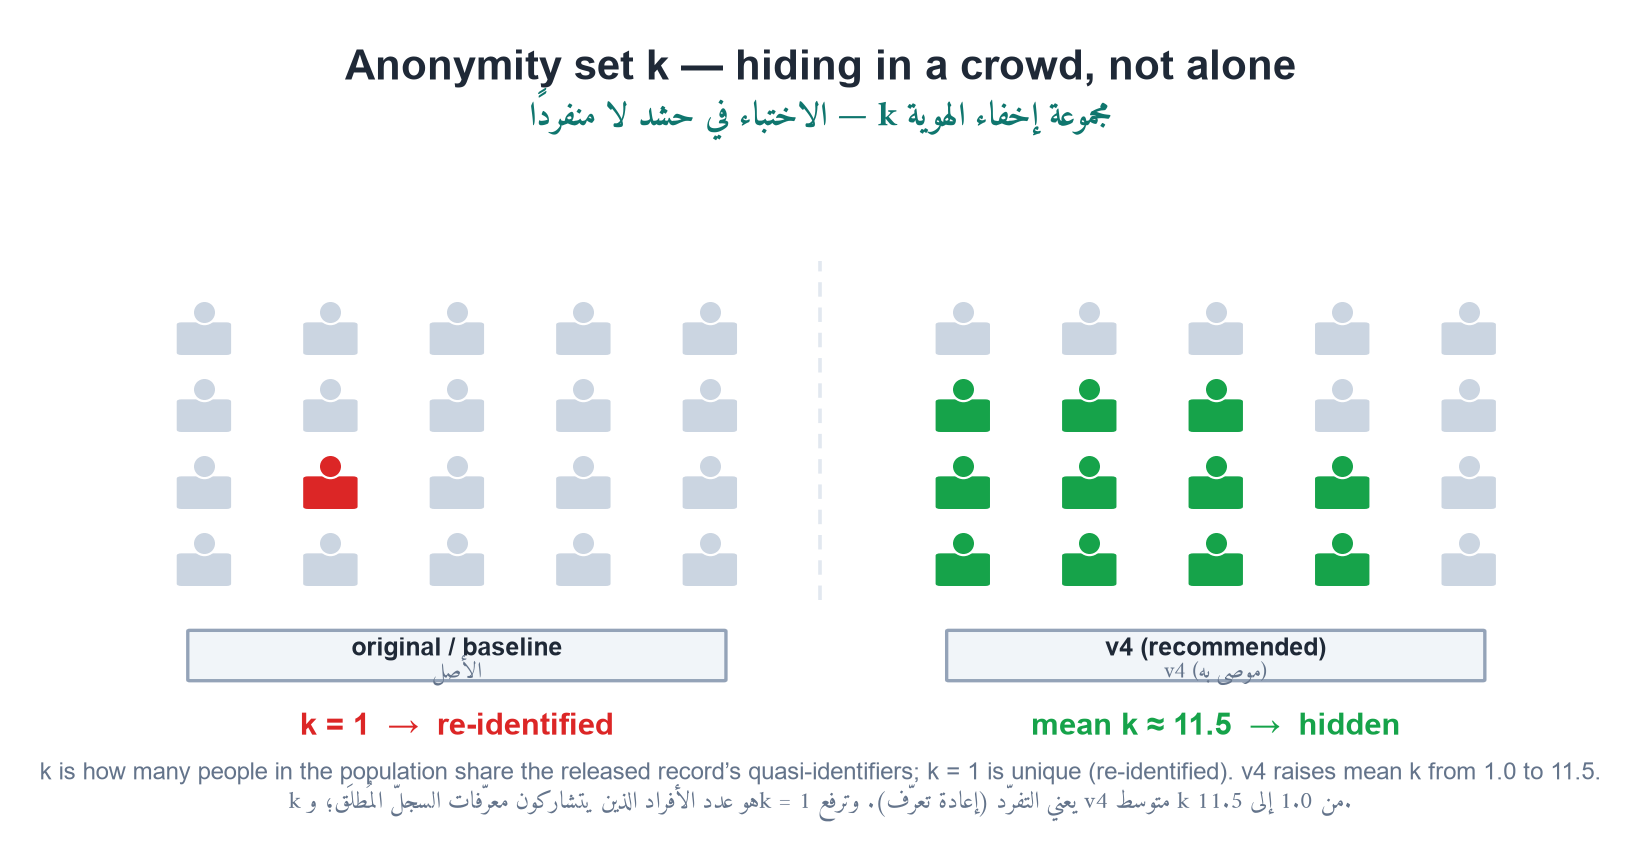 Anonymity set k — hiding in a crowd, not alone
مجموعة إخفاء الهوية k — الاختباء في حشد لا منفردًا
original / baseline
الأصل
v4 (recommended)
v4 (موصى به)
k = 1 → re-identified
mean k ≈ 11.5 → hidden
k is how many people in the population share the released record’s quasi-identifiers; k = 1 is unique (re-identified). v4 raises mean k from 1.0 to 11.5.
k هو عدد الأفراد الذين يتشاركون معرّفات السجلّ المُطلَق؛ و k = 1 يعني التفرّد (إعادة تعرّف). وترفع v4 متوسط k من 1.0 إلى 11.5.